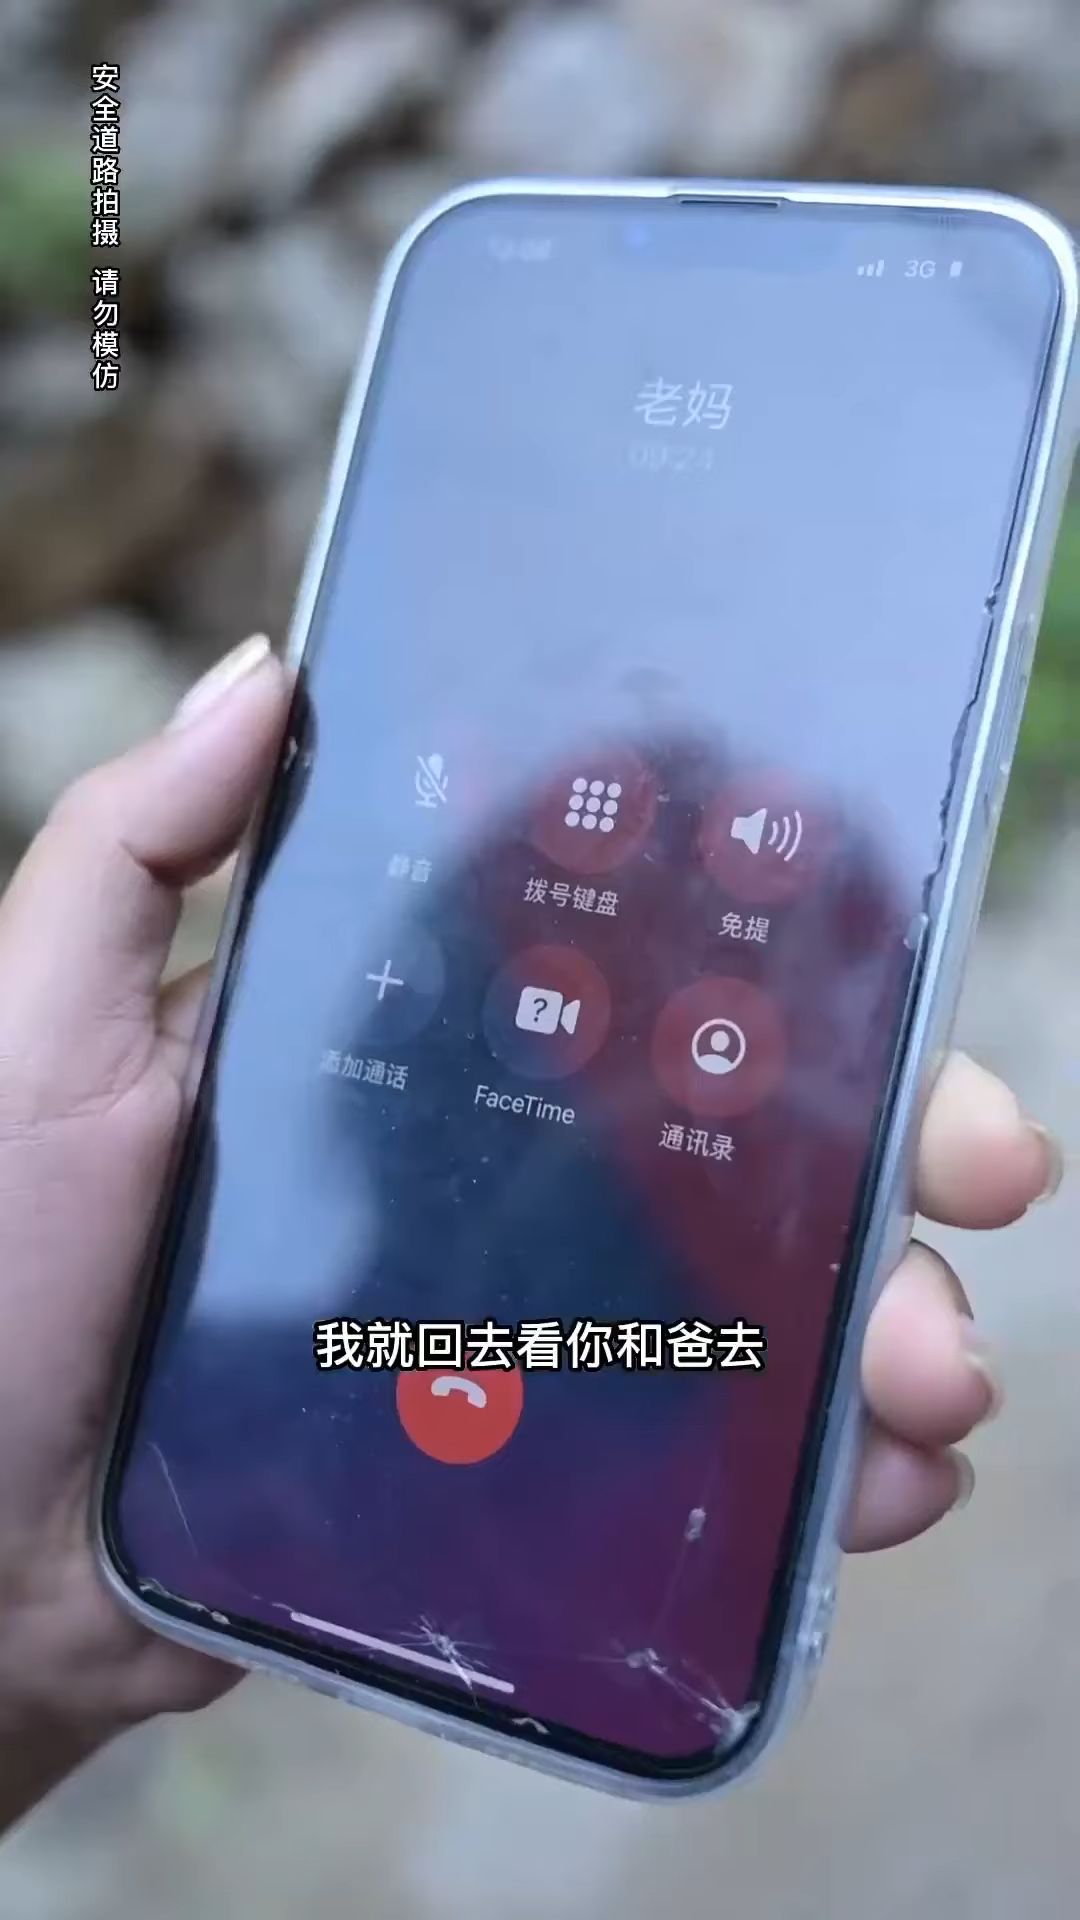 安全道路拍摄 请勿模仿
3G
老妈
09:24
静音
拨号键盘
免提
添加通话
FaceTime
通讯录
我就回去看你和爸去